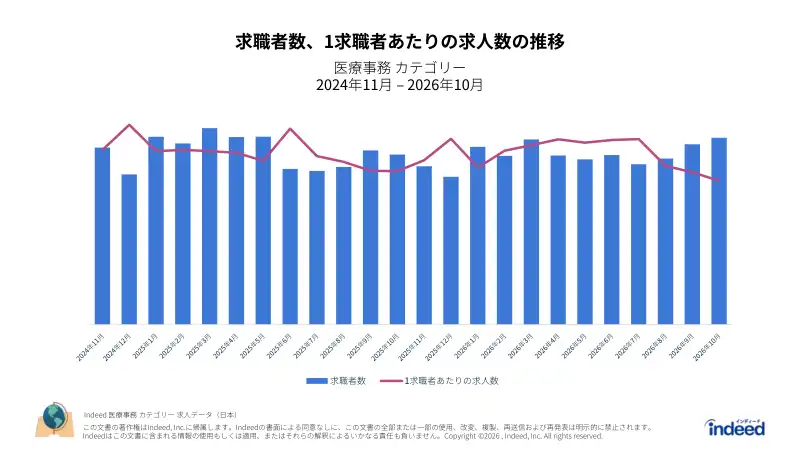 求職者数、1求職者あたりの求人数の推移
医療事務 カテゴリー
2024年11月 – 2026年10月
2024年11月
2024年12月
2025年1月
2025年2月
2025年3月
2025年4月
2025年5月
2025年6月
2025年7月
2025年8月
2025年9月
2025年10月
2025年11月
2025年12月
2026年1月
2026年2月
2026年3月
2026年4月
2026年5月
2026年6月
2026年7月
2026年8月
2026年9月
2026年10月
求職者数 1求職者あたりの求人数
Indeed 医療事務 カテゴリー 求人データ（日本）
この文書の著作権はIndeed, Inc.に帰属します。Indeedの書面による同意なしに、この文書の全部または一部の使用、改変、複製、再送信および再発表は明示的に禁止されます。
Indeedはこの文書に含まれる情報の使用もしくは適用、またはそれらの解釈によるいかなる責任も負いません。Copyright ©2026 , Indeed, Inc. All rights reserved.
インディード
indeed